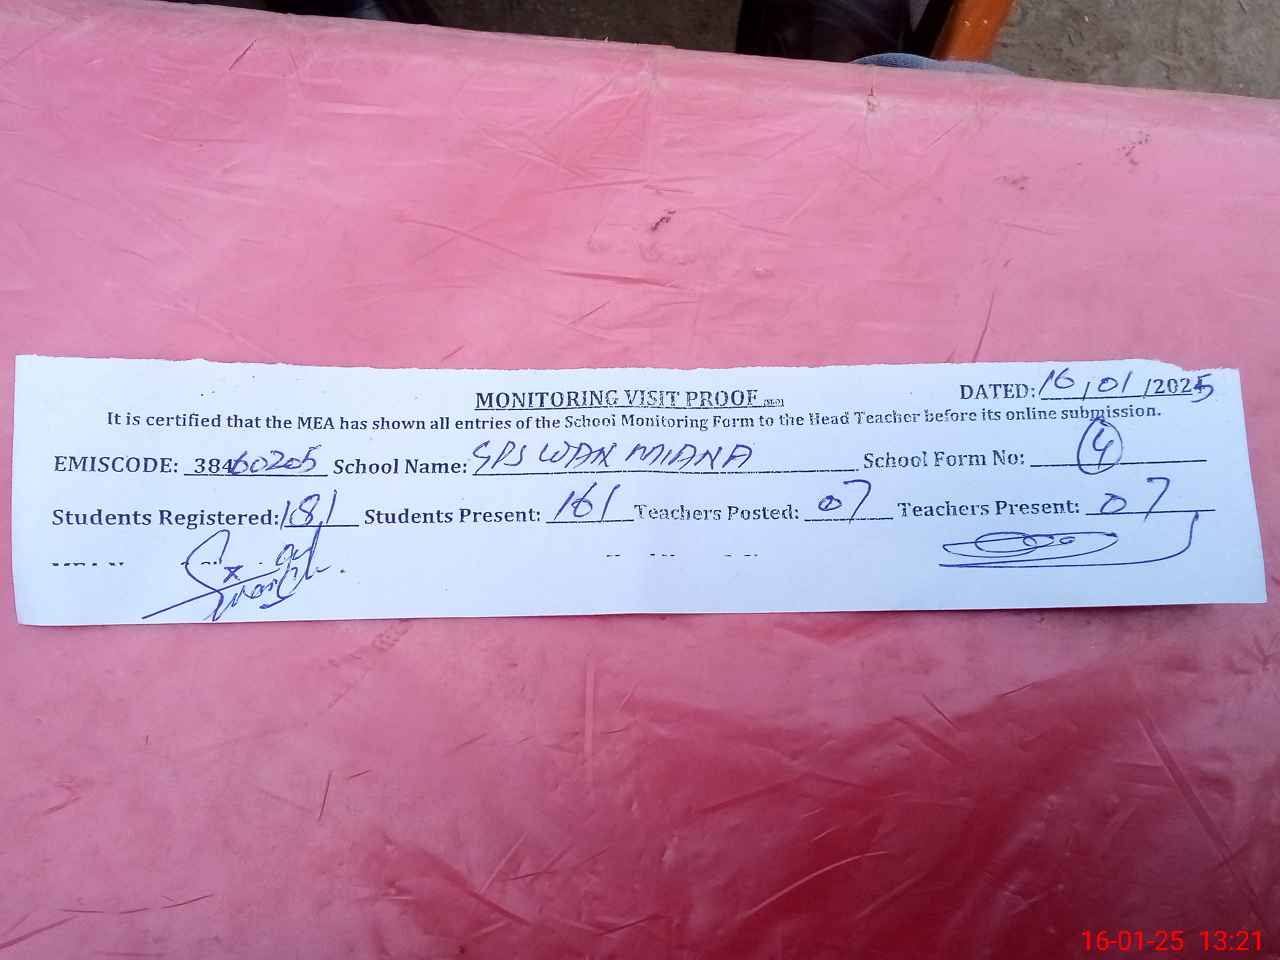 MONITORING VISIT PROOF
DATED: 16/01/2025
It is certified that the MEA has shown all entries of the School Monitoring Form to the Head Teacher before its online submission.
EMISCODE: 38460205 School Name: GPS WAN MIANA School Form No: 4
Students Registered: 181 Students Present: 161 Teachers Posted: 07 Teachers Present: 07
16-01-25 13:21